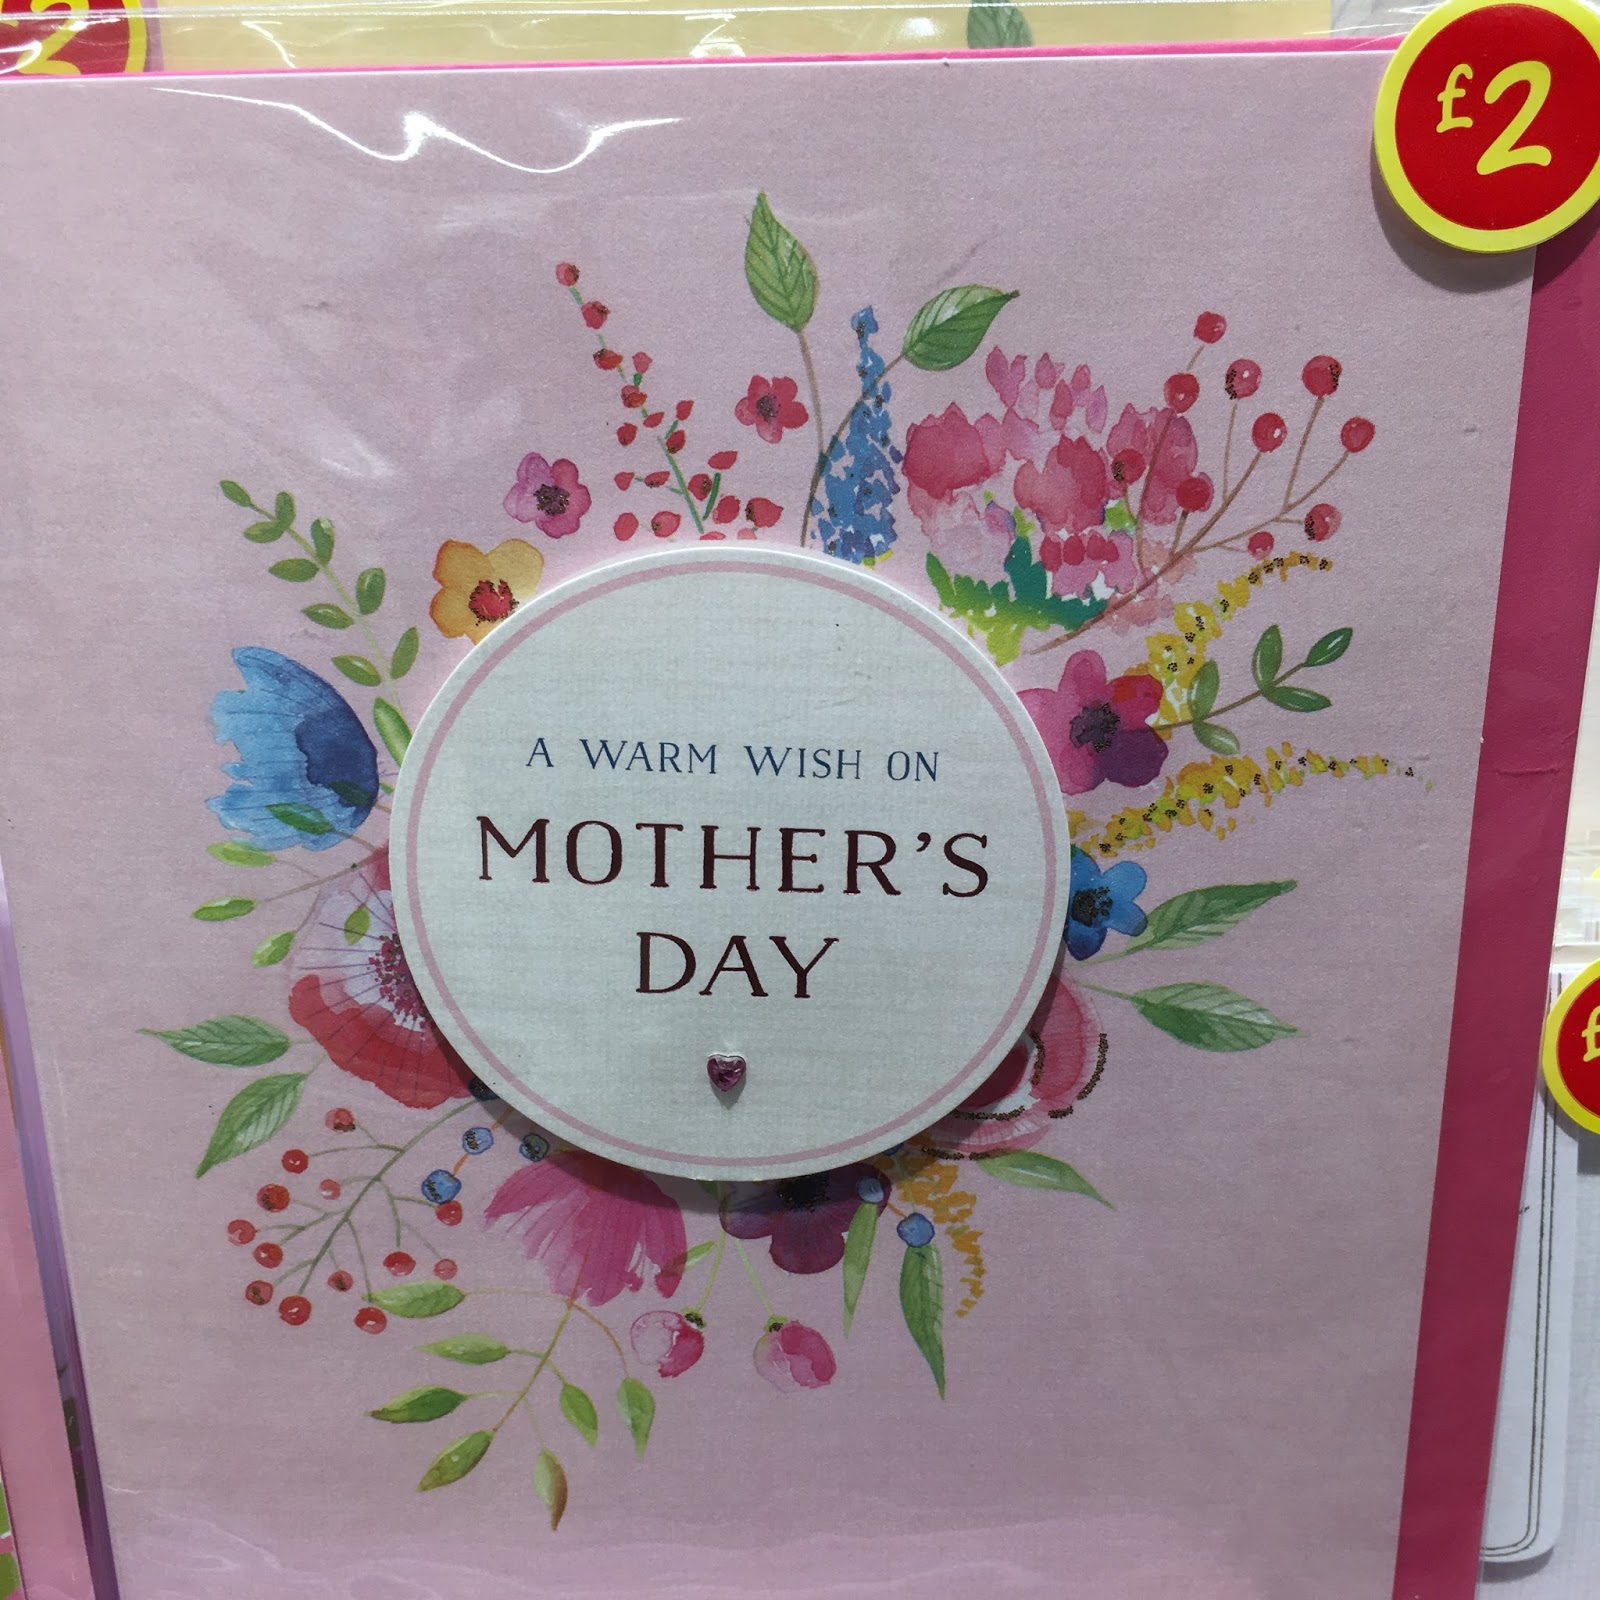 £2
A WARM WISH ON
MOTHER'S
DAY
£